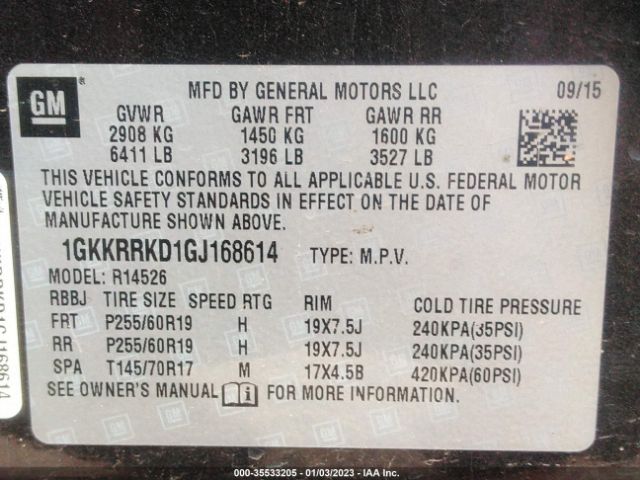 GM
®
MFD BY GENERAL MOTORS LLC
09/15
GVWR GAWR FRT GAWR RR
2908 KG 1450 KG 1600 KG
6411 LB 3196 LB 3527 LB
THIS VEHICLE CONFORMS TO ALL APPLICABLE U.S. FEDERAL MOTOR
VEHICLE SAFETY STANDARDS IN EFFECT ON THE DATE OF
MANUFACTURE SHOWN ABOVE.
1GKKRRKD1GJ168614 TYPE: M.P.V.
MODEL: R14526
RBBJ TIRE SIZE SPEED RTG RIM COLD TIRE PRESSURE
FRT P255/60R19 H 19X7.5J 240KPA(35PSI)
RR P255/60R19 H 19X7.5J 240KPA(35PSI)
SPA T145/70R17 M 17X4.5B 420KPA(60PSI)
SEE OWNER'S MANUAL FOR MORE INFORMATION.
000-35533205 - 01/03/2023 - IAA Inc.